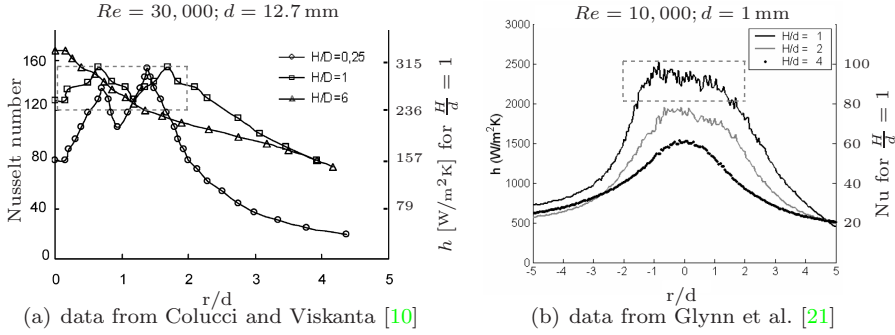 Re = 30,000; d = 12.7 mm
Nusselt number
160
120
80
40
0
0
1
2
3
4
5
r/d
H/D=0,25
H/D=1
H/D=6
315
236
157
79
h [W/m²K] for H/d = 1
(a) data from Colucci and Viskanta [10]
Re = 10,000; d = 1 mm
h (W/m²K)
3000
2500
2000
1500
1000
500
0
-5
-4
-3
-2
-1
0
1
2
3
4
5
r/d
H/d = 1
H/d = 2
H/d = 4
100
80
60
40
20
Nu for H/d = 1
(b) data from Glynn et al. [21]